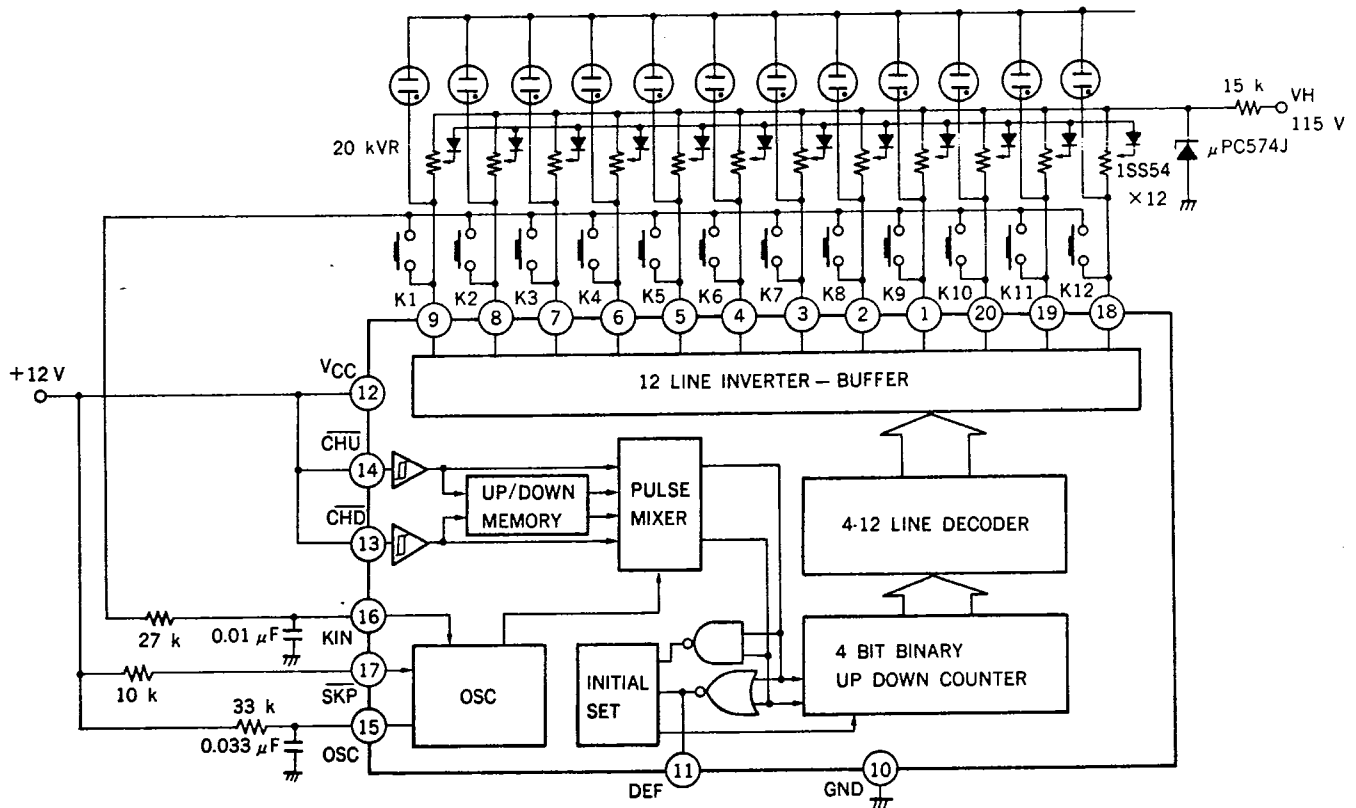 15 k
VH
115 V
20 kVR
μPC574J
1SS54
×12
K1 K2 K3 K4 K5 K6 K7 K8 K9 K10 K11 K12
9 8 7 6 5 4 3 2 1 20 19 18
+12 V
VCC
12
12 LINE INVERTER – BUFFER
CHU
14
UP/DOWN
MEMORY
PULSE
MIXER
4-12 LINE DECODER
CHD
13
16
KIN
27 k
0.01 μF
17
SKP
10 k
OSC
INITIAL
SET
4 BIT BINARY
UP DOWN COUNTER
33 k
0.033 μF
15
OSC
DEF
11
GND
10